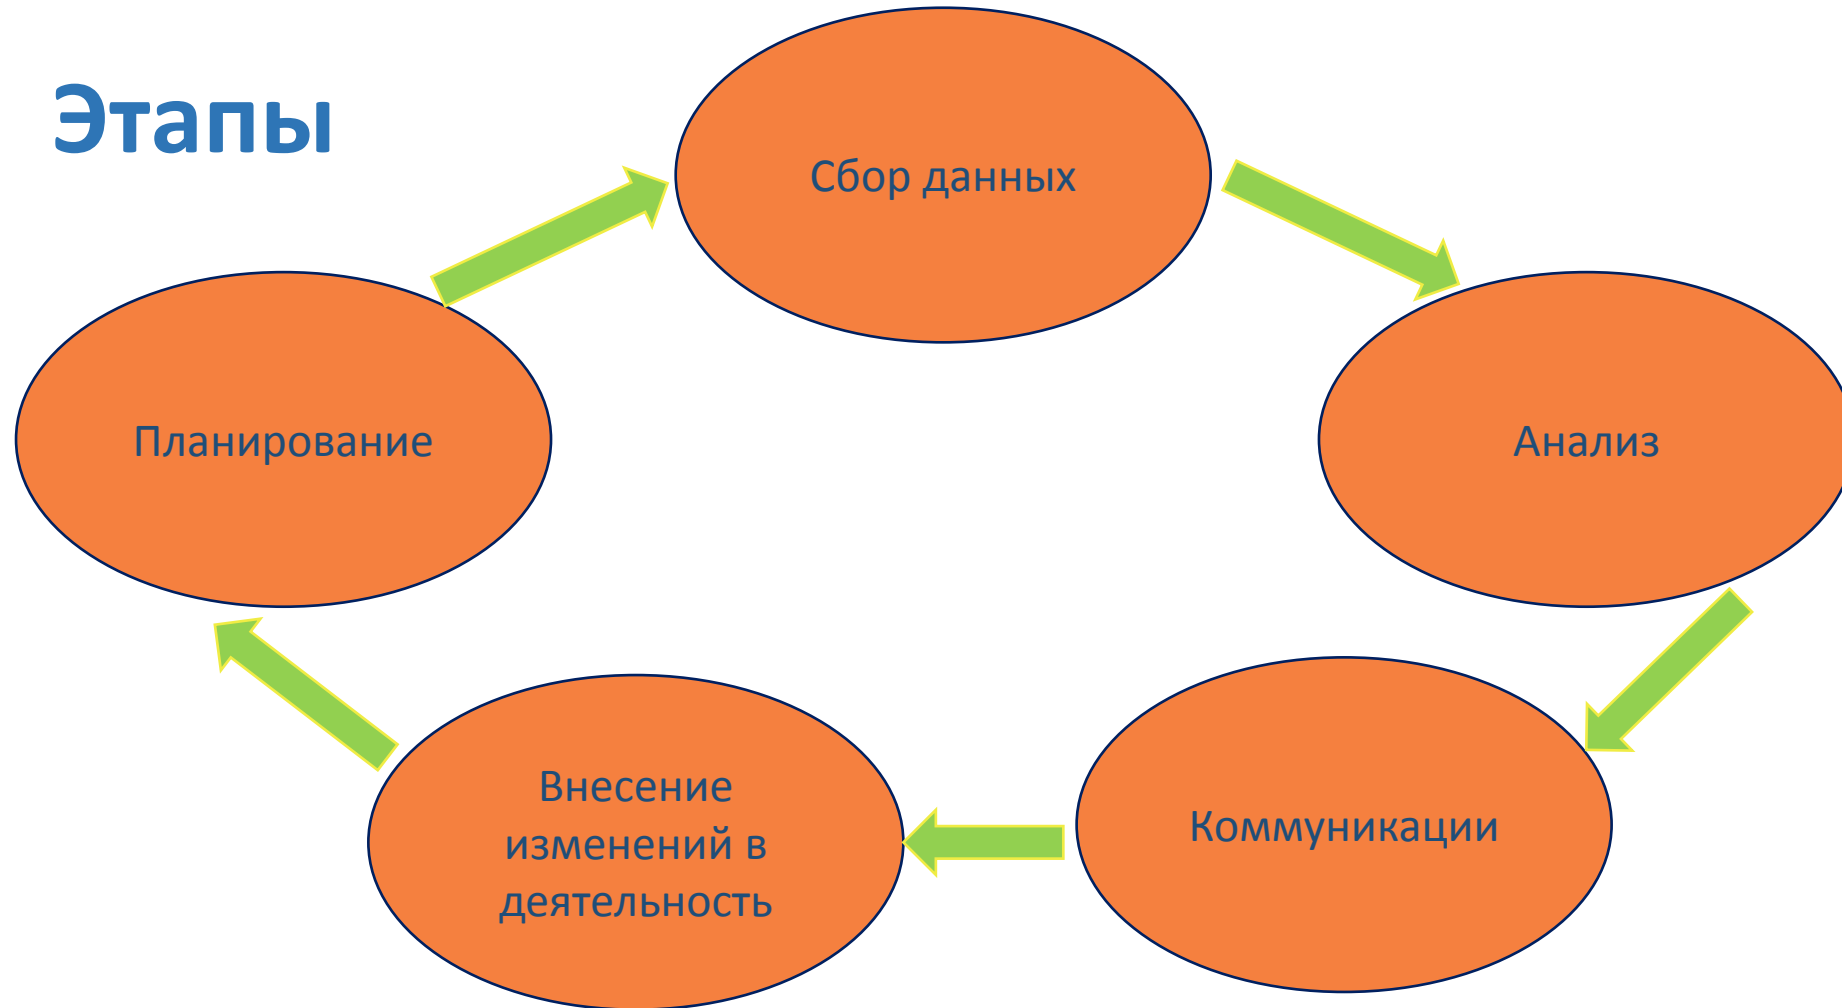 Этапы
Сбор данных
Планирование
Анализ
Внесение
изменений в
деятельность
Коммуникации